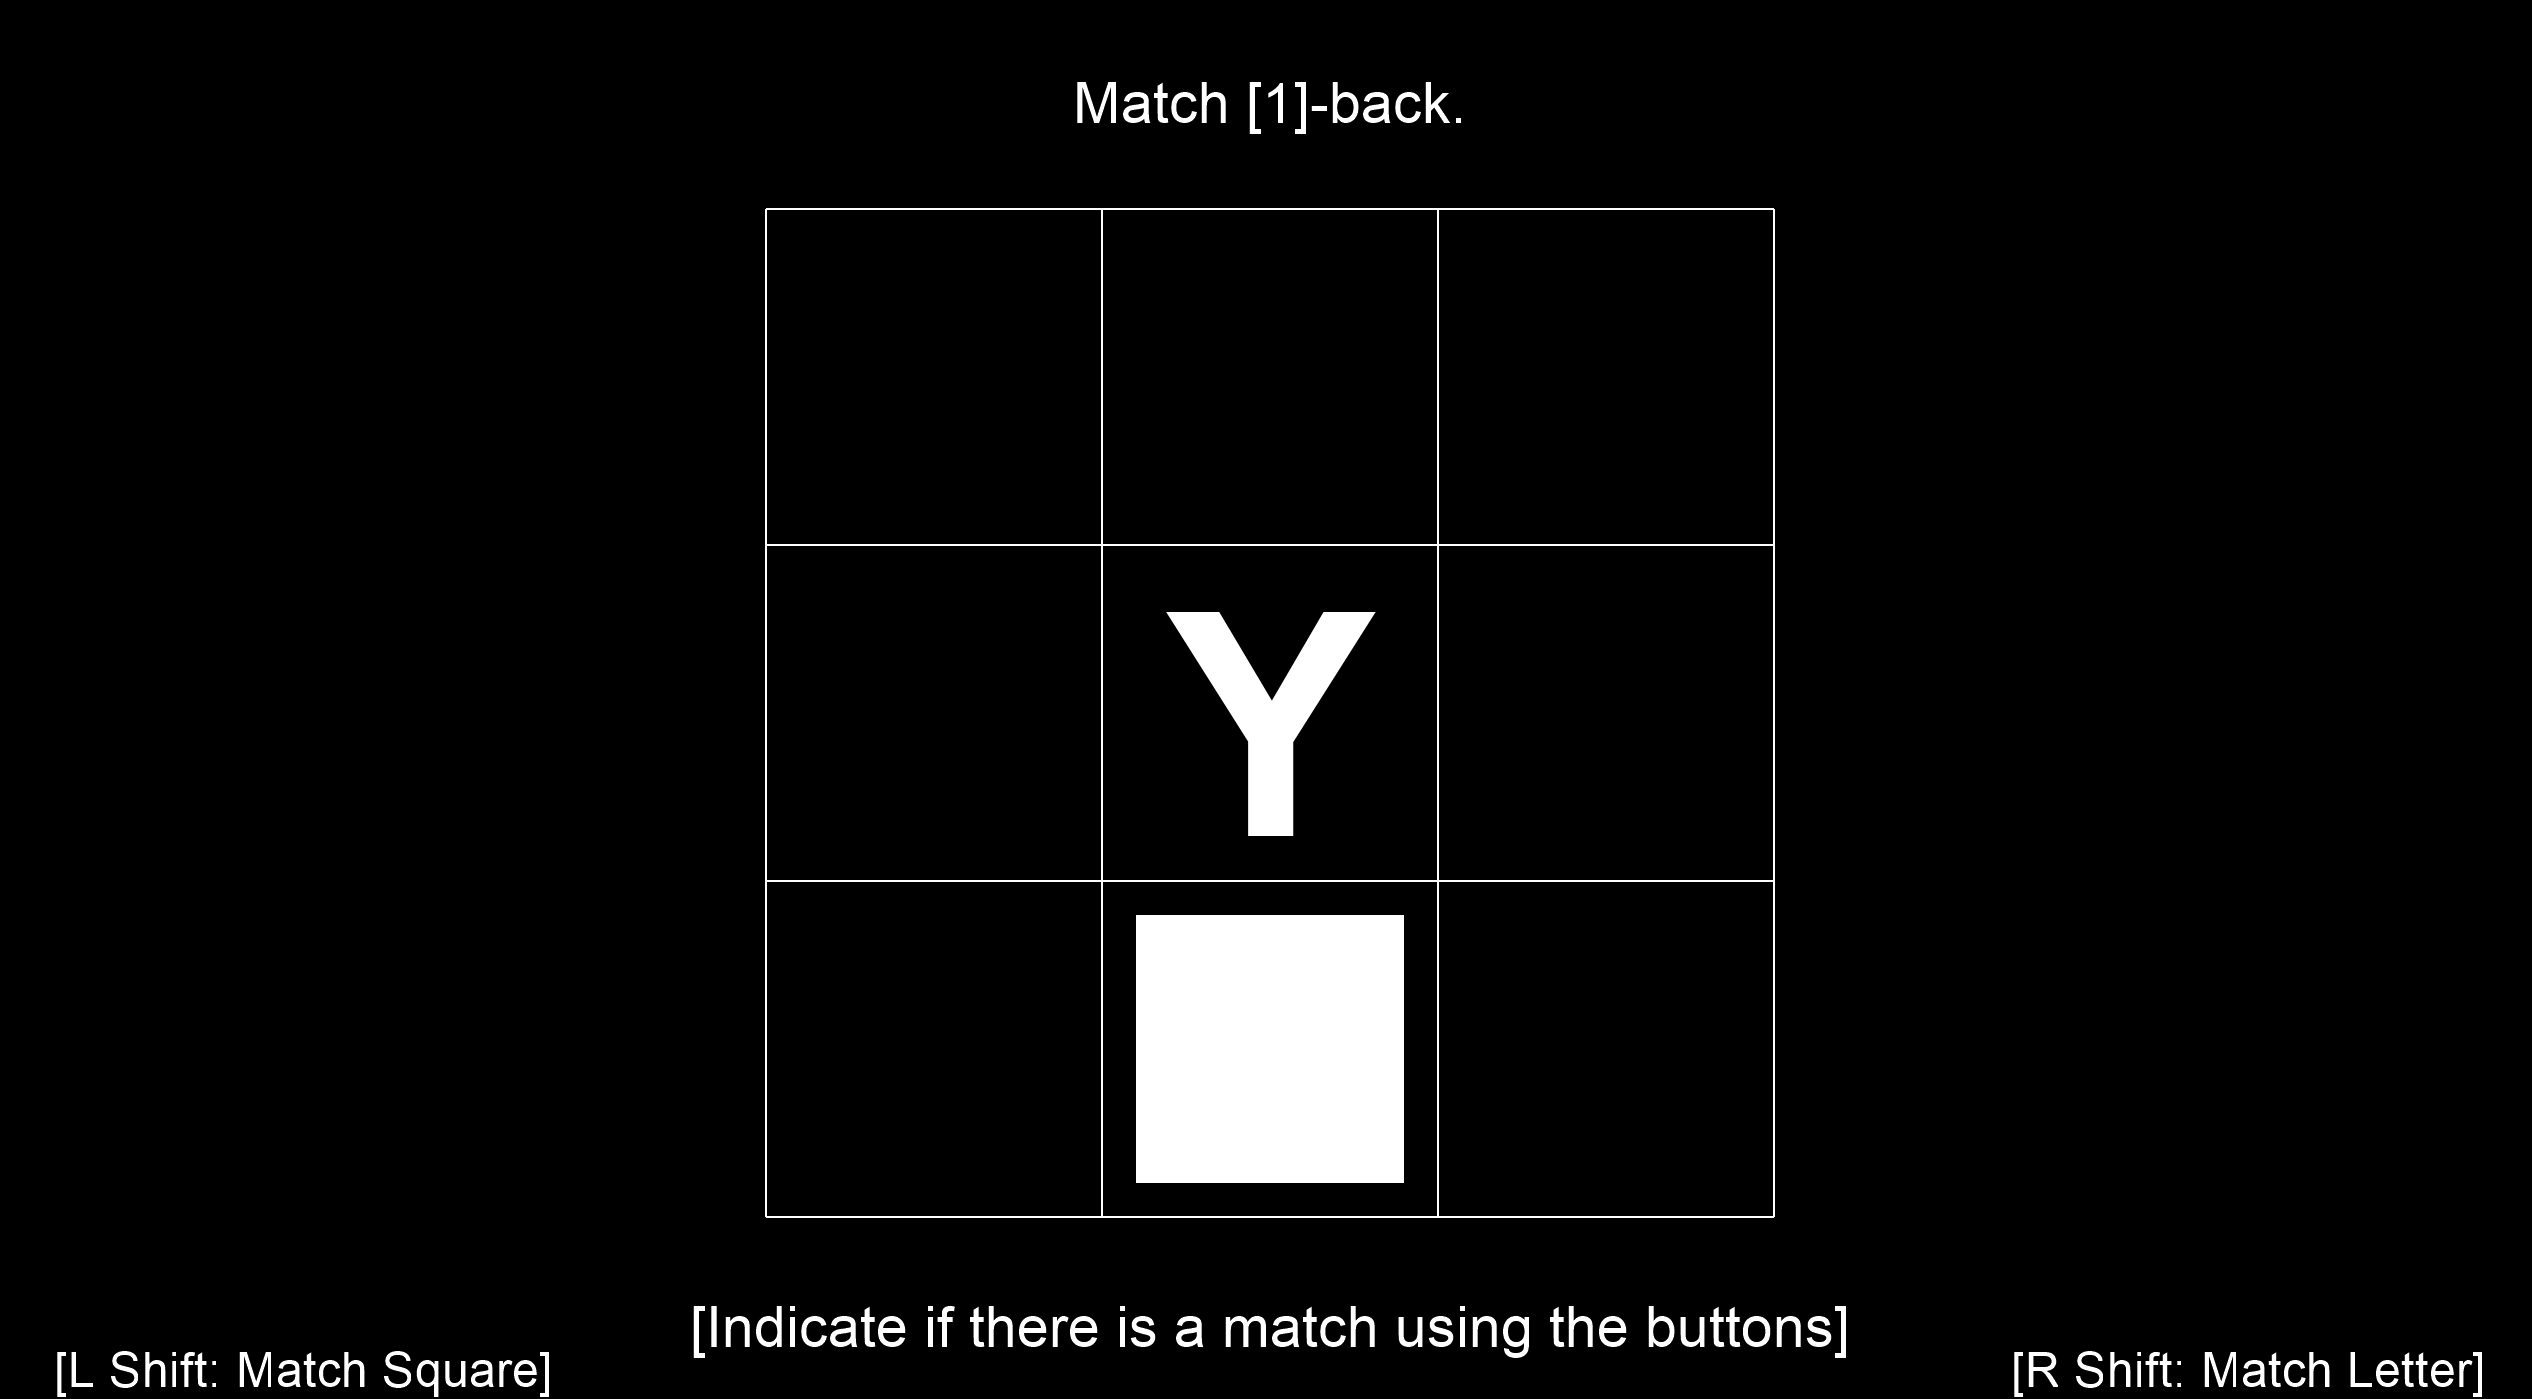 Match [1]-back.
Y
[Indicate if there is a match using the buttons]
[L Shift: Match Square]
[R Shift: Match Letter]